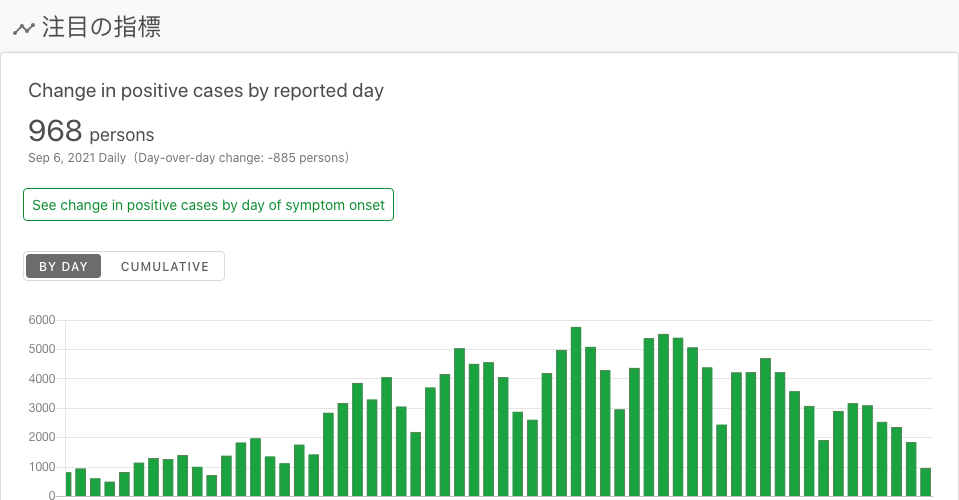 注目の指標
Change in positive cases by reported day
968 persons
Sep 6, 2021 Daily (Day-over-day change: -885 persons)
See change in positive cases by day of symptom onset
BY DAY CUMULATIVE
6000
5000
4000
3000
2000
1000
0